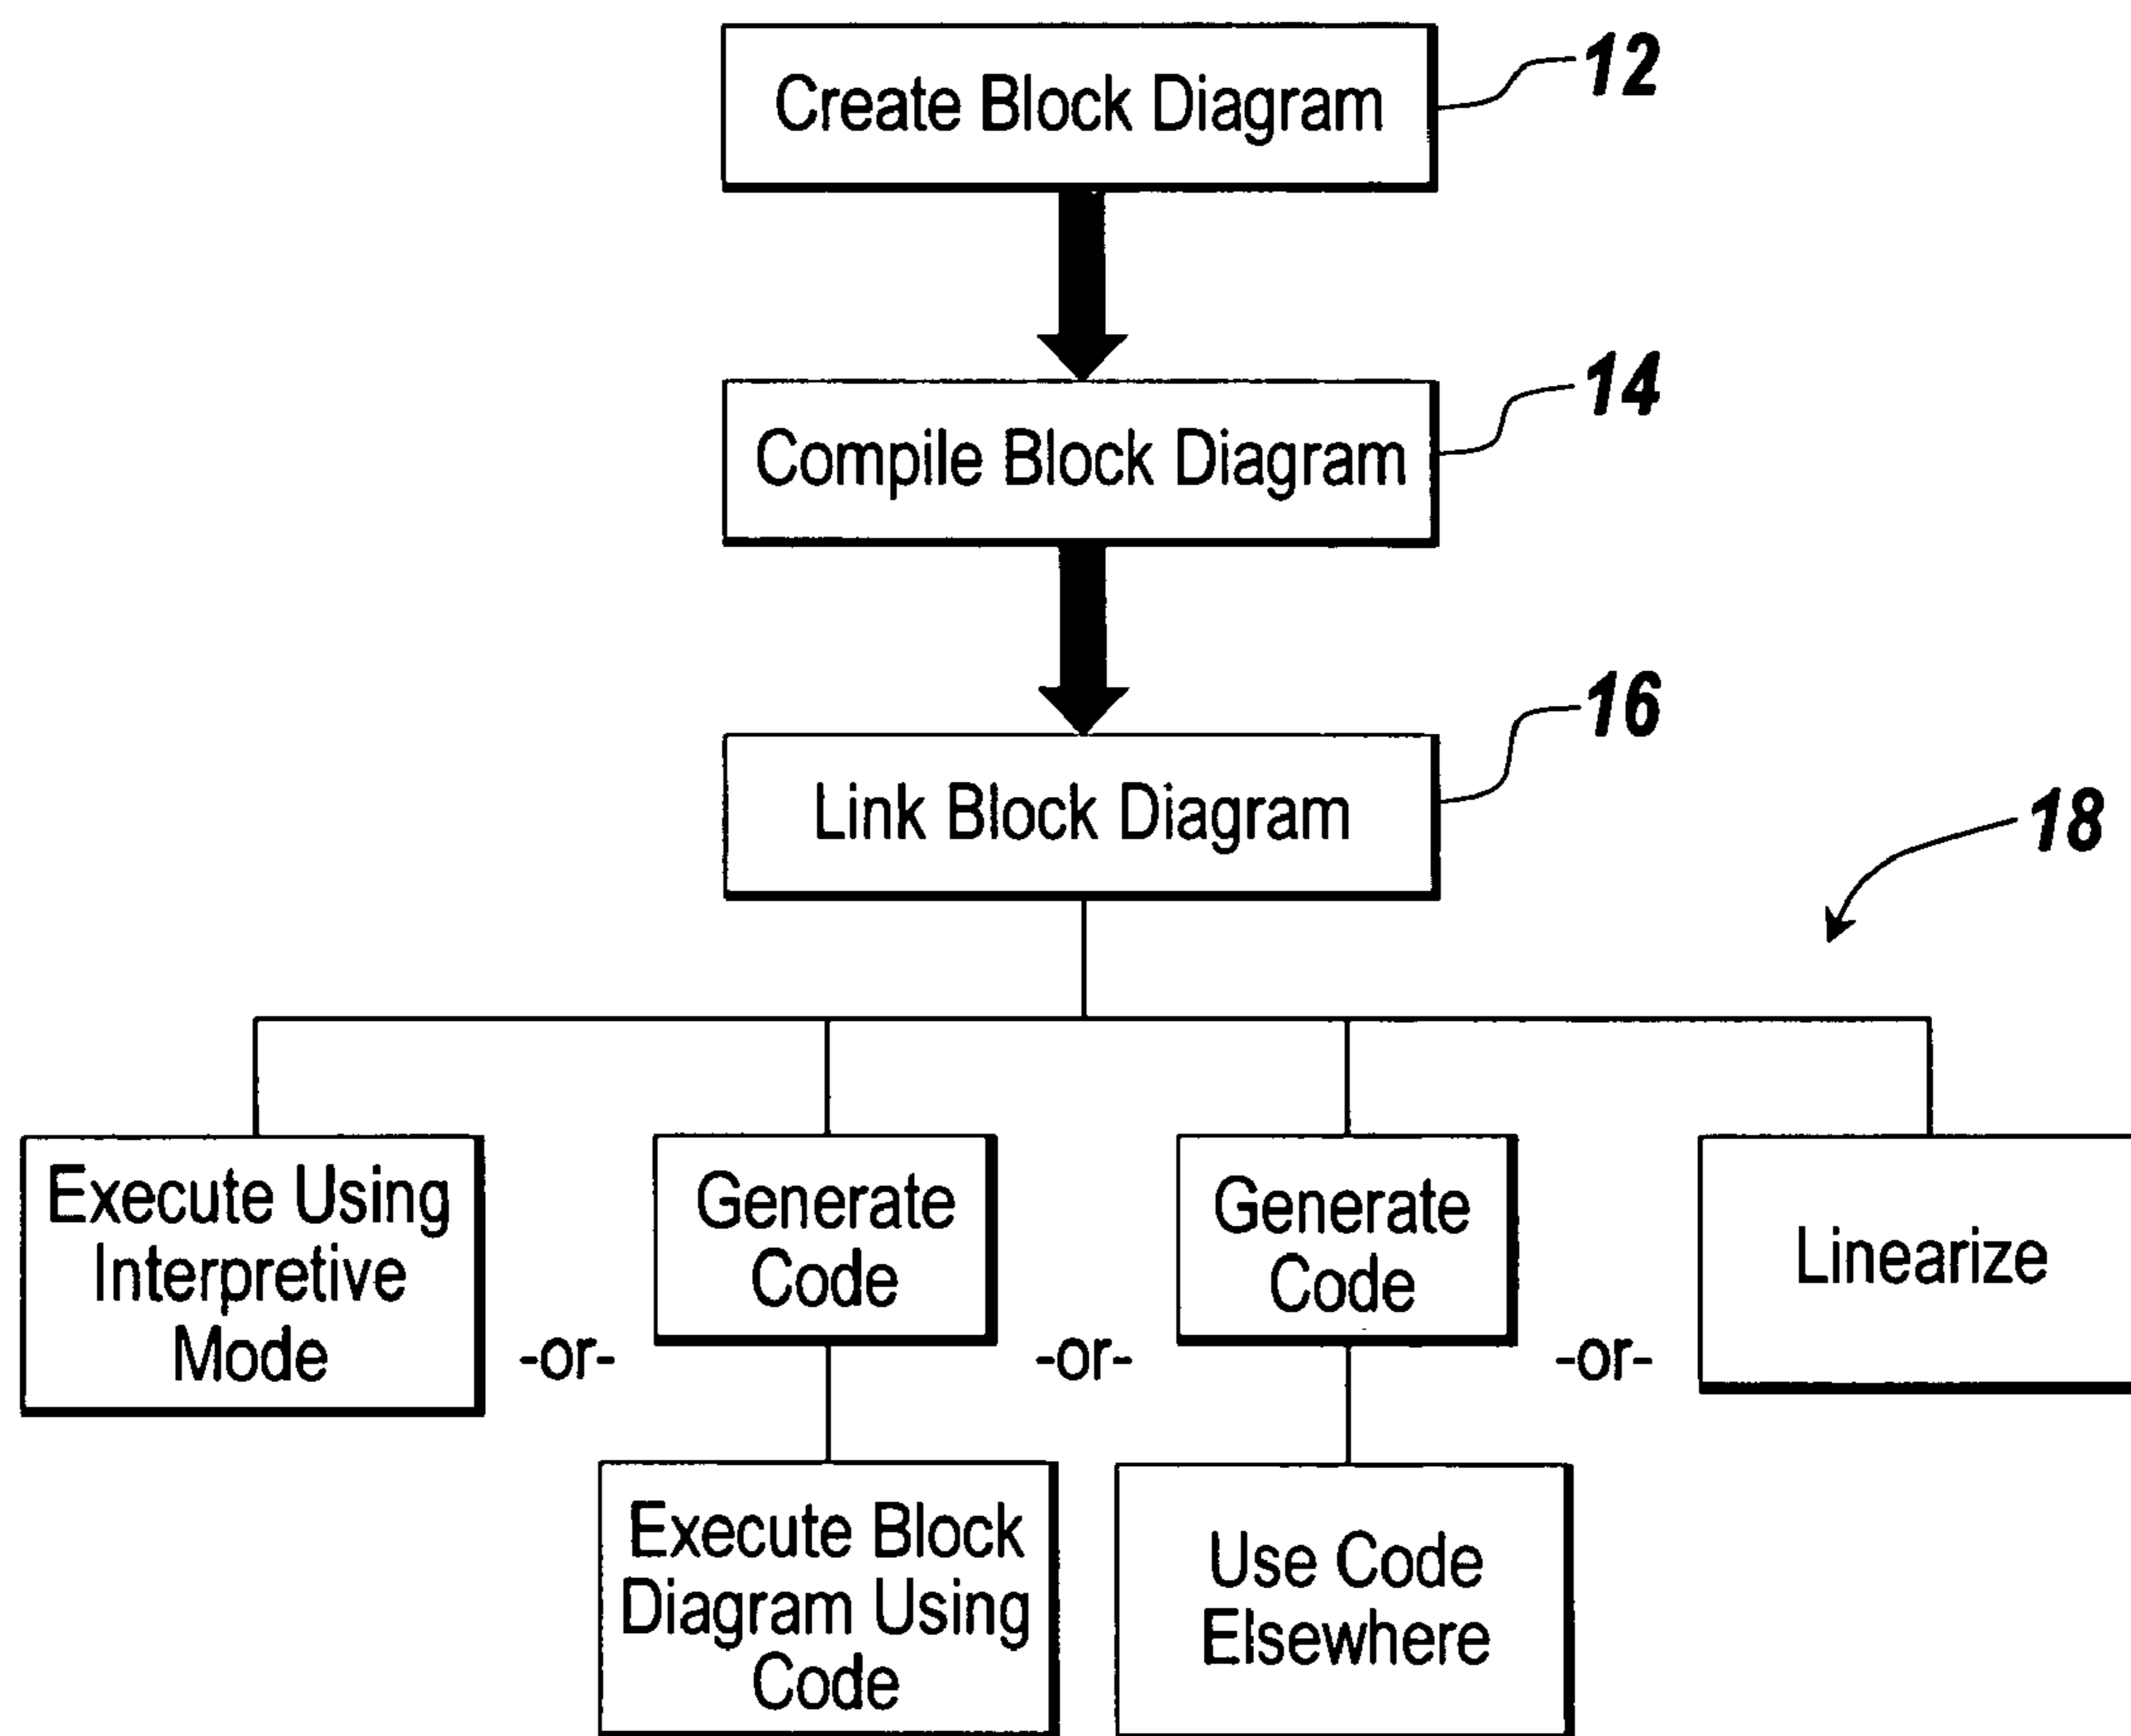 Create Block Diagram
12
Compile Block Diagram
14
Link Block Diagram
16
18
Execute Using
Interpretive
Mode
-or-
Generate
Code
-or-
Generate
Code
-or-
Linearize
Execute Block
Diagram Using
Code
Use Code
Elsewhere